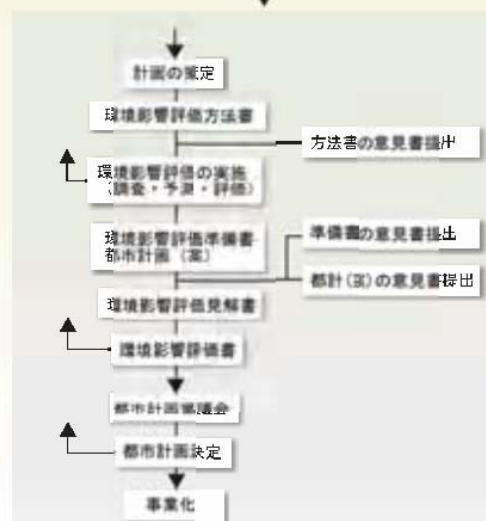 計画の策定
環境影響評価方法書
方法書の意見書提出
環境影響評価の実施
(調査・予測・評価)
環境影響評価準備書
都市計画(案)
準備書の意見書提出
都計(案)の意見書提出
環境影響評価見解書
環境影響評価書
都市計画審議会
都市計画決定
事業化